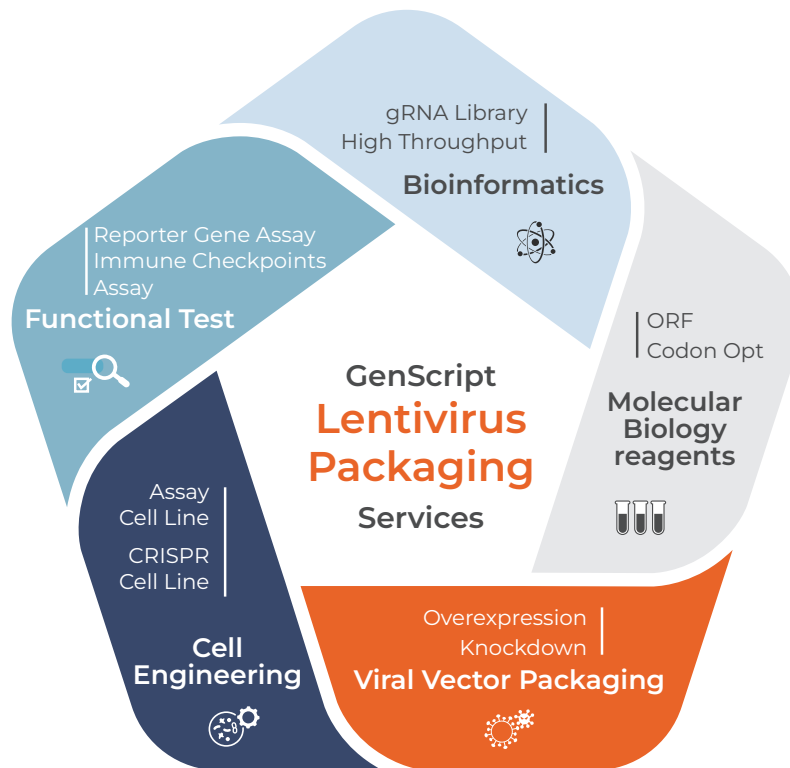 gRNA Library
High Throughput
Bioinformatics
Reporter Gene Assay
Immune Checkpoints
Assay
Functional Test
ORF
Codon Opt
Molecular
Biology
reagents
GenScript
Lentivirus
Packaging
Services
Assay
Cell Line
CRISPR
Cell Line
Cell
Engineering
Overexpression
Knockdown
Viral Vector Packaging